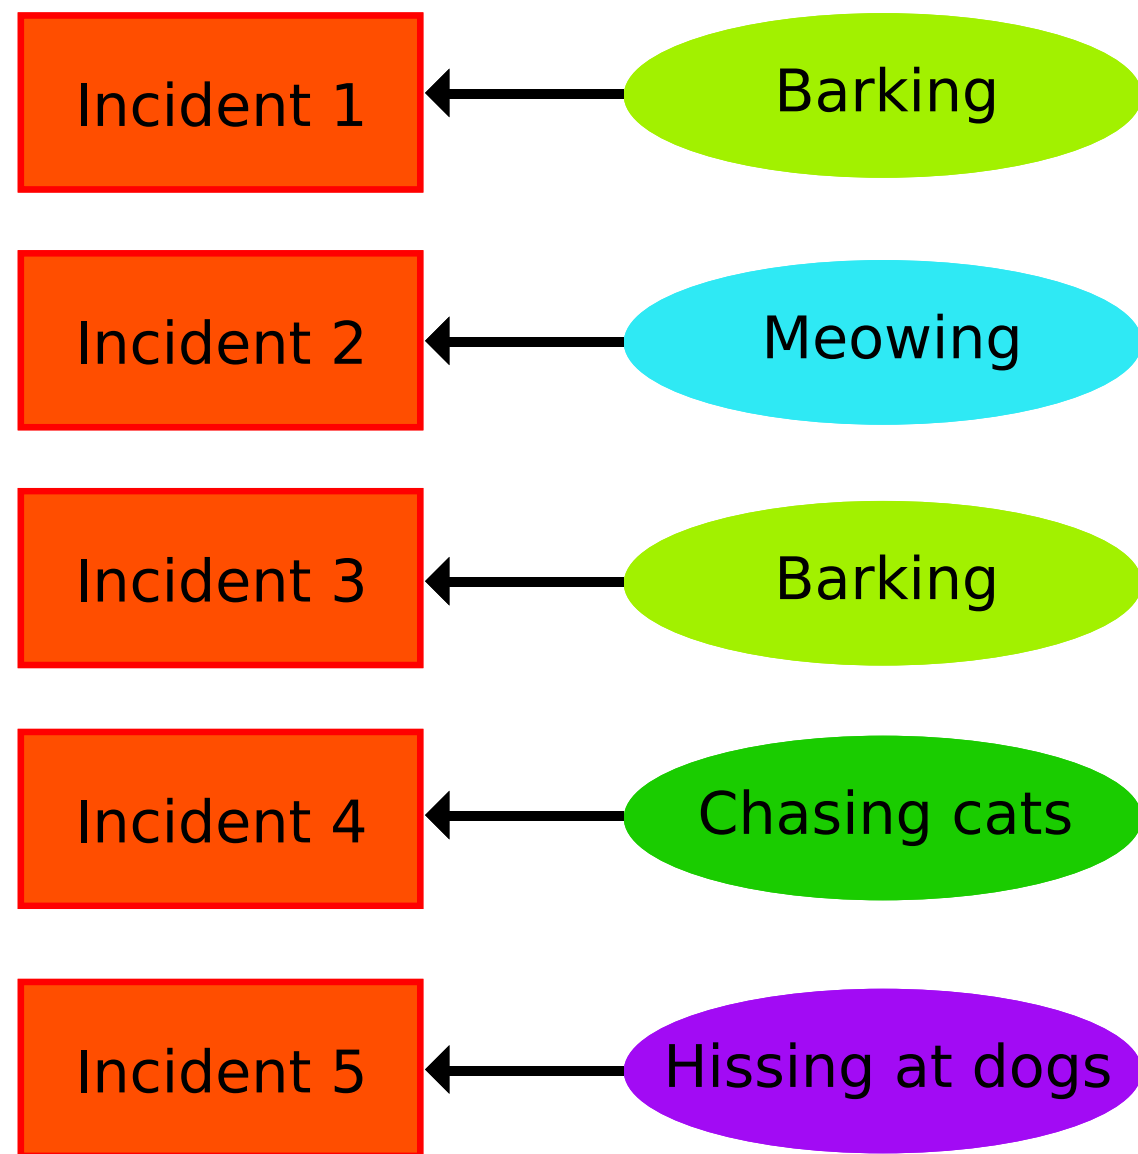 Incident 1
Barking
Incident 2
Meowing
Incident 3
Barking
Incident 4
Chasing cats
Incident 5
Hissing at dogs